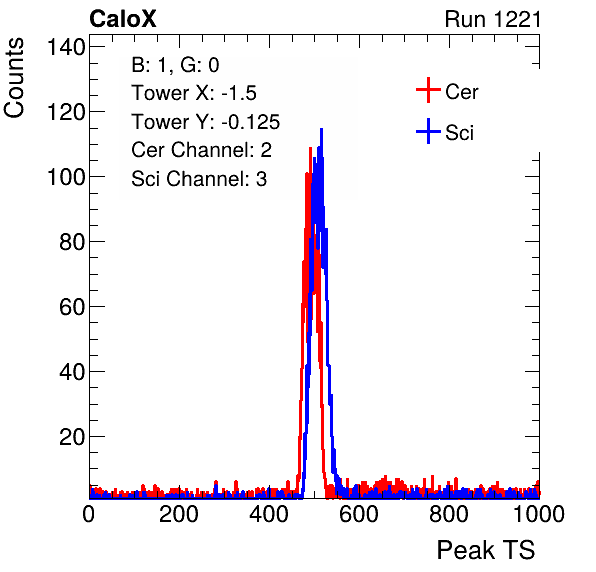 CaloX Run 1221
Counts
140
120
100
80
60
40
20
B: 1, G: 0
Tower X: -1.5
Tower Y: -0.125
Cer Channel: 2
Sci Channel: 3
Cer
Sci
0 200 400 600 800 1000
Peak TS